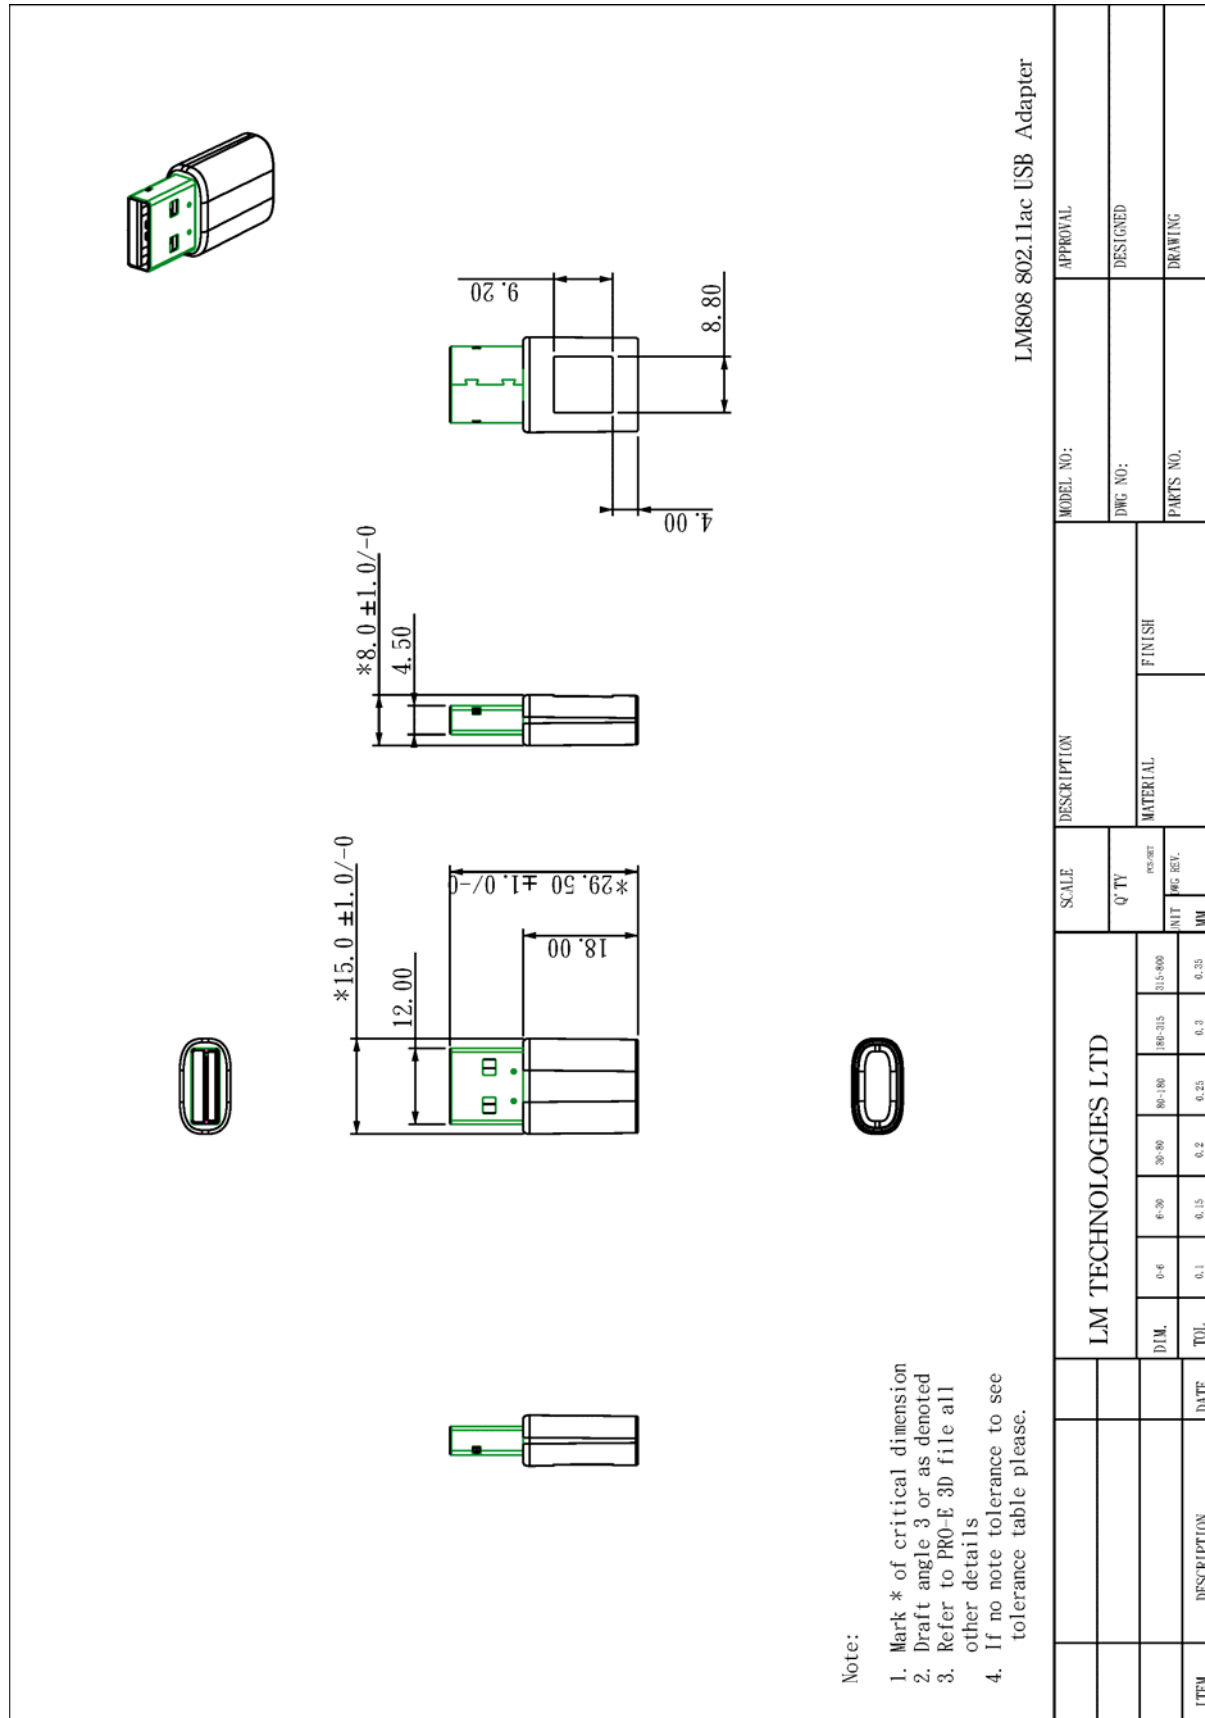 *15.0 ±1.0/-0
12.00
*29.50 ±1.0/-0
18.00
*8.0 ±1.0/-0
4.50
9.20
8.80
4.00
LM808 802.11ac USB Adapter
Note:
1. Mark * of critical dimension
2. Draft angle 3 or as denoted
3. Refer to PRO-E 3D file all
other details
4. If no note tolerance to see
tolerance table please.
ITEM DESCRIPTION DATE
LM TECHNOLOGIES LTD
DIM. 0-6 6-30 30-80 80-180 180-315 315-800
TOL 0.1 0.15 0.2 0.25 0.3 0.35
SCALE
Q'TY
PCS/SET
UNIT DWG REV.
MM
DESCRIPTION
MATERIAL FINISH
MODEL NO: APPROVAL
DWG NO: DESIGNED
PARTS NO. DRAWING